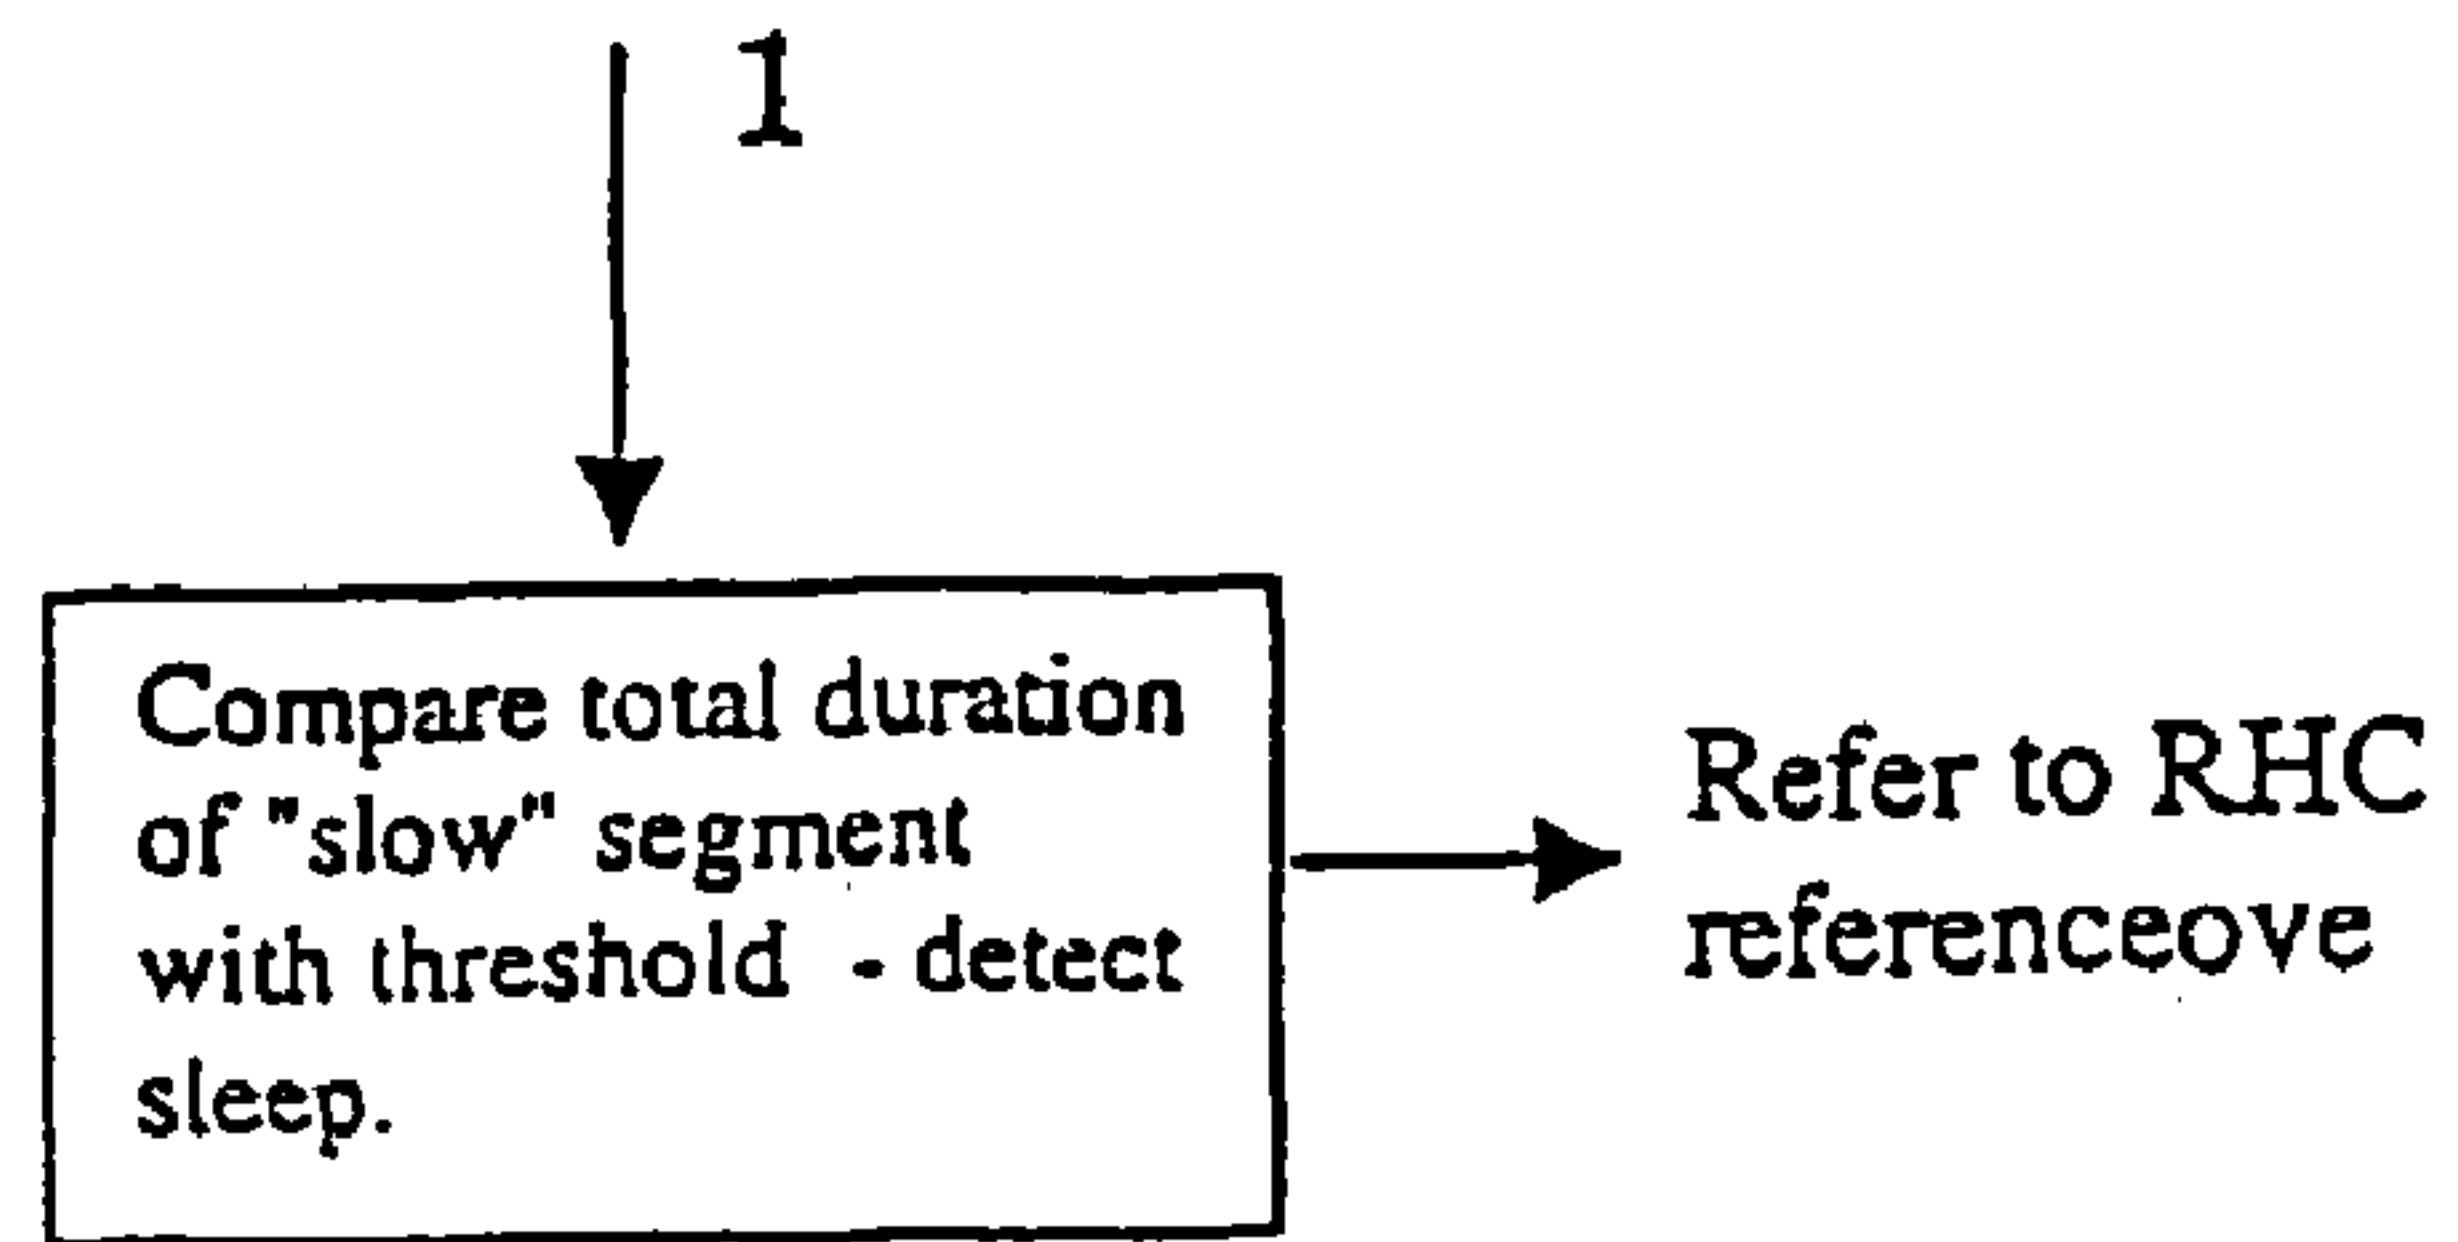 1
Compare total duration
of "slow" segment
with threshold - detect
sleep.
Refer to RHC
referenceove